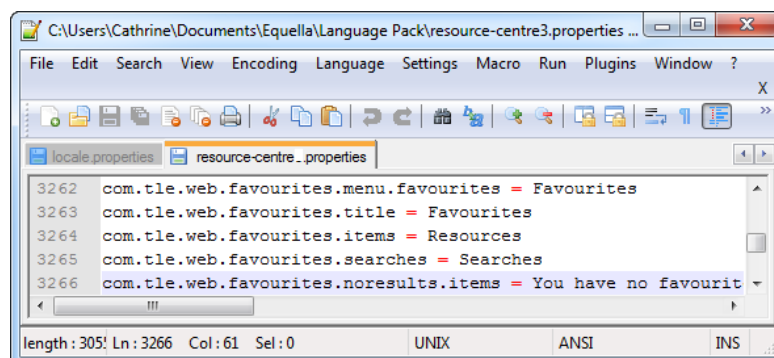 C:\Users\Cathrine\Documents\Equella\Language Pack\resource-centre3.properties ...
File Edit Search View Encoding Language Settings Macro Run Plugins Window ?
X
locale.properties resource-centre_.properties
3262 com.tle.web.favourites.menu.favourites = Favourites
3263 com.tle.web.favourites.title = Favourites
3264 com.tle.web.favourites.items = Resources
3265 com.tle.web.favourites.searches = Searches
3266 com.tle.web.favourites.noresults.items = You have no favourit
length : 305 Ln : 3266 Col : 61 Sel : 0 UNIX ANSI INS